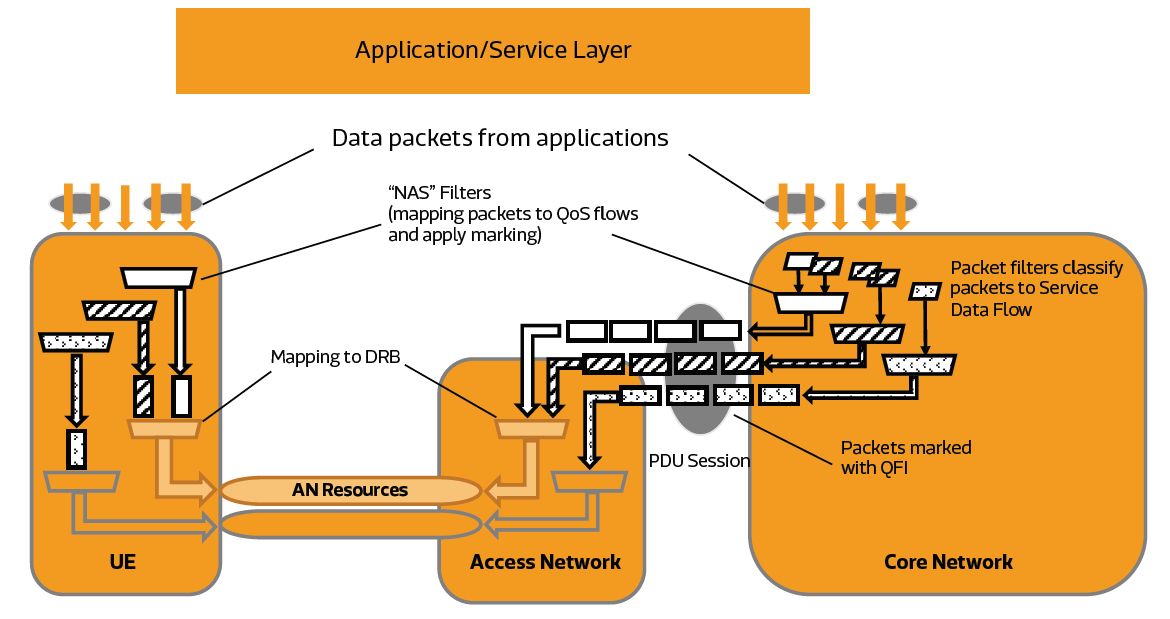 Application/Service Layer
Data packets from applications
“NAS” Filters
(mapping packets to QoS flows
and apply marking)
Packet filters classify
packets to Service
Data Flow
Mapping to DRB
Packets marked
with QFI
PDU Session
AN Resources
UE
Access Network
Core Network